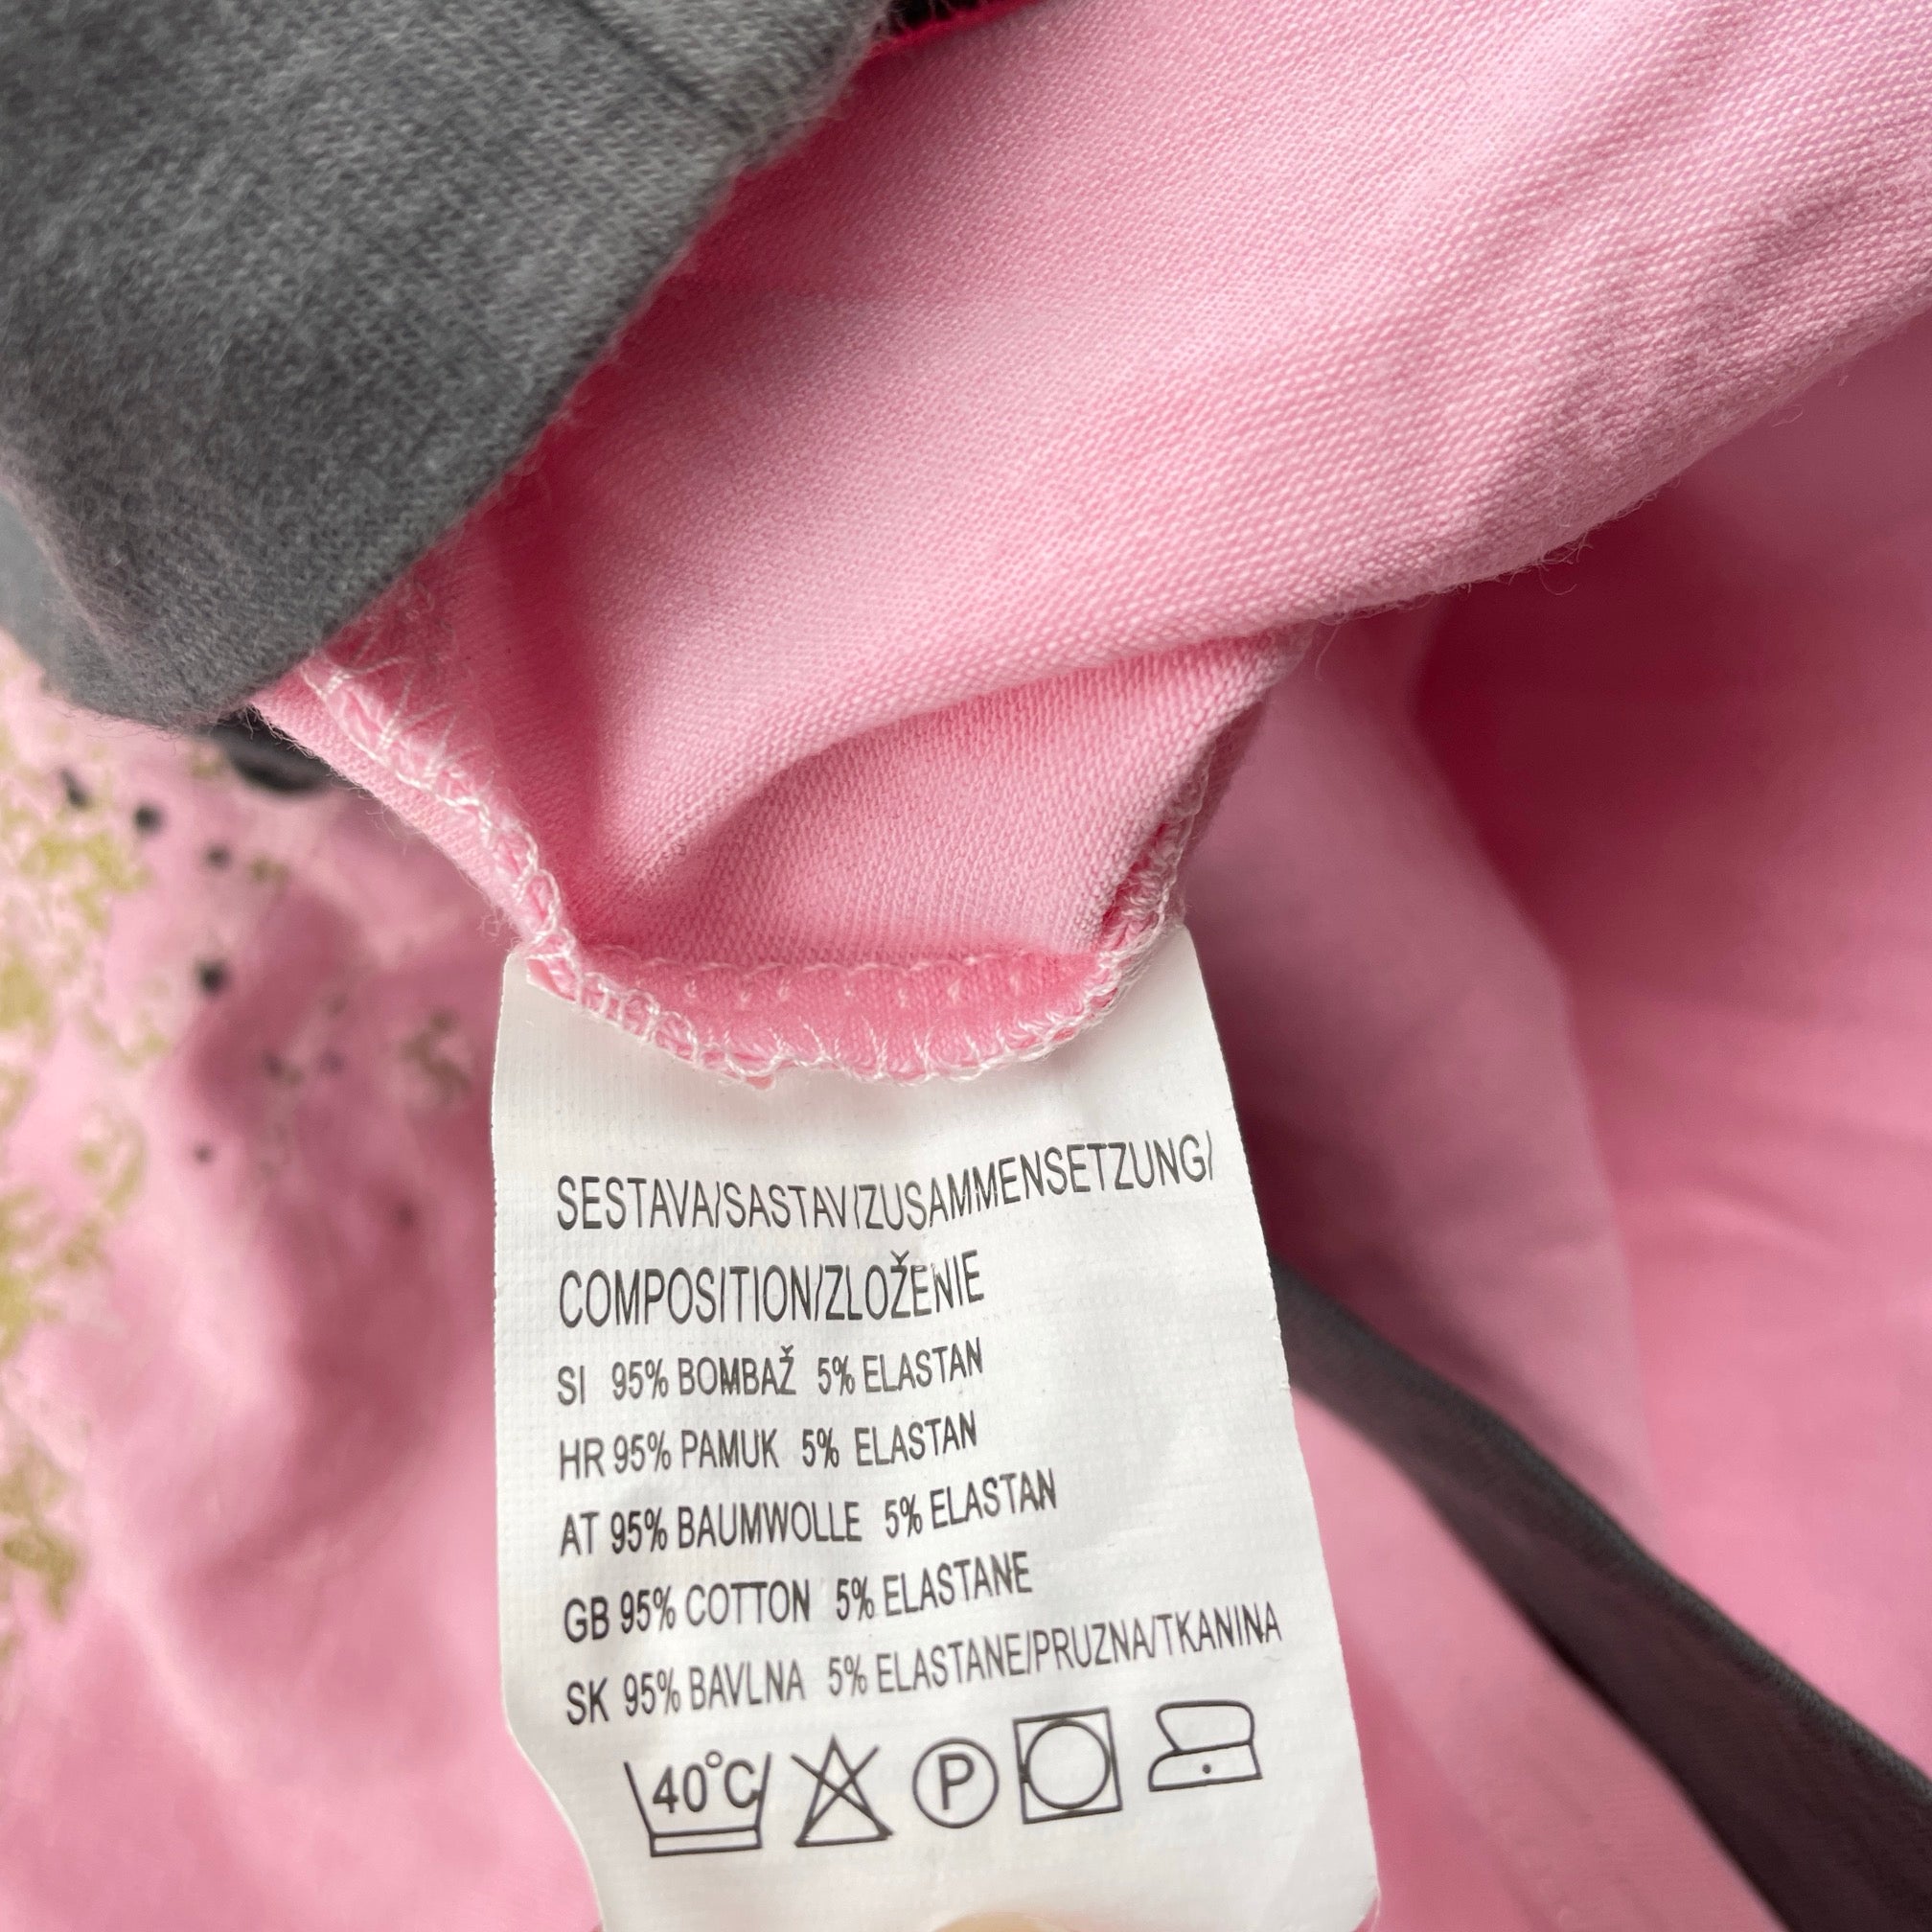 SESTAVA/SASTAV/ZUSAMMENSETZUNG/
COMPOSITION/ZLOŽENIE
SI 95% BOMBAŽ 5% ELASTAN
HR 95% PAMUK 5% ELASTAN
AT 95% BAUMWOLLE 5% ELASTAN
GB 95% COTTON 5% ELASTANE
SK 95% BAVLNA 5% ELASTANE/PRUZNA/TKANINA
40°C P